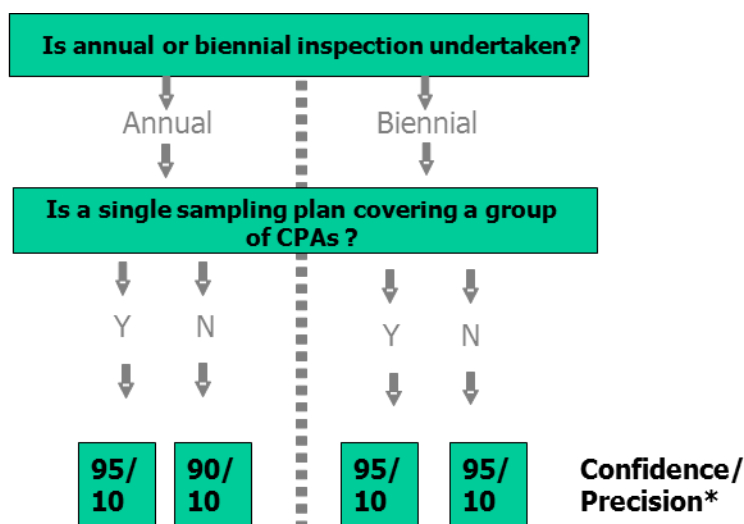 Is annual or biennial inspection undertaken?
Annual
Biennial
Is a single sampling plan covering a group
of CPAs ?
Y
N
Y
N
95/
10
90/
10
95/
10
95/
10
Confidence/
Precision*